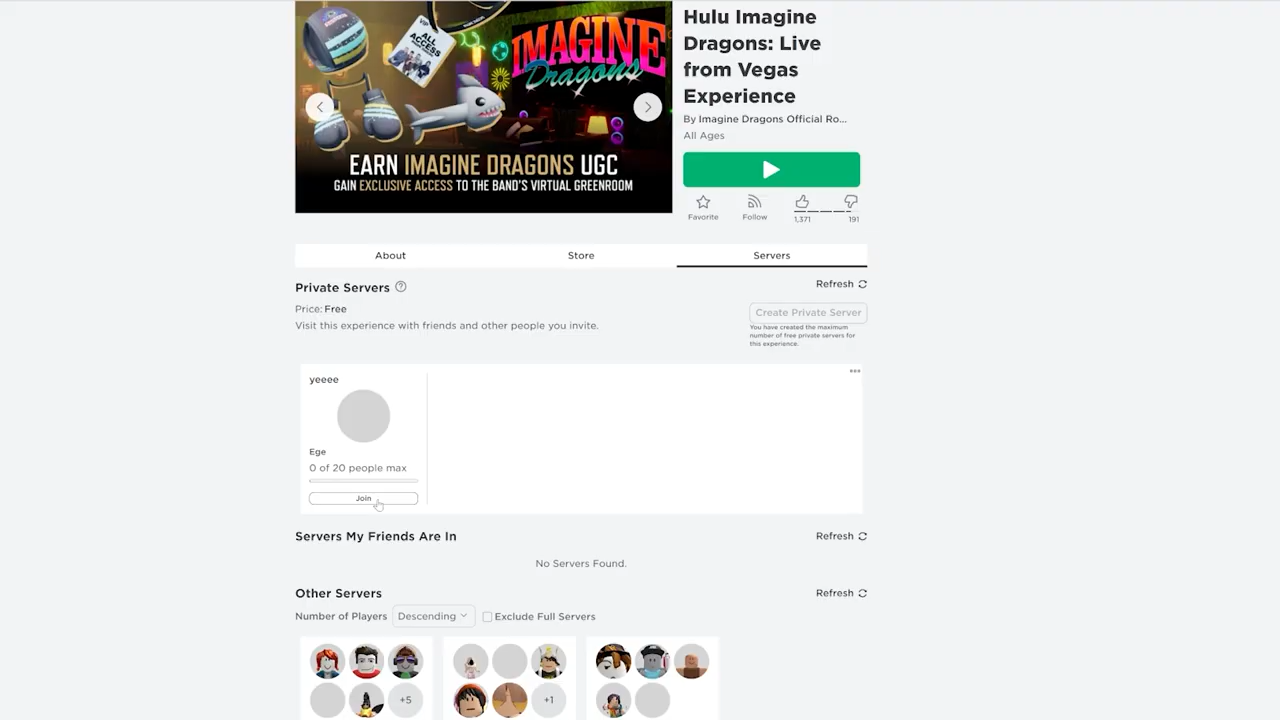 VIP
ALL
ACCESS
IMAGINE
Dragons
EARN IMAGINE DRAGONS UGC
GAIN EXCLUSIVE ACCESS TO THE BAND'S VIRTUAL GREENROOM
Hulu Imagine
Dragons: Live
from Vegas
Experience
By Imagine Dragons Official Ro...
All Ages
Favorite
Follow
1,371
191
About
Store
Servers
Private Servers
Refresh
Price: Free
Visit this experience with friends and other people you invite.
Create Private Server
You have created the maximum
number of free private servers for
this experience.
yeeee
Ege
0 of 20 people max
Join
Servers My Friends Are In
Refresh
No Servers Found.
Other Servers
Refresh
Number of Players
Descending
Exclude Full Servers
+5
+1